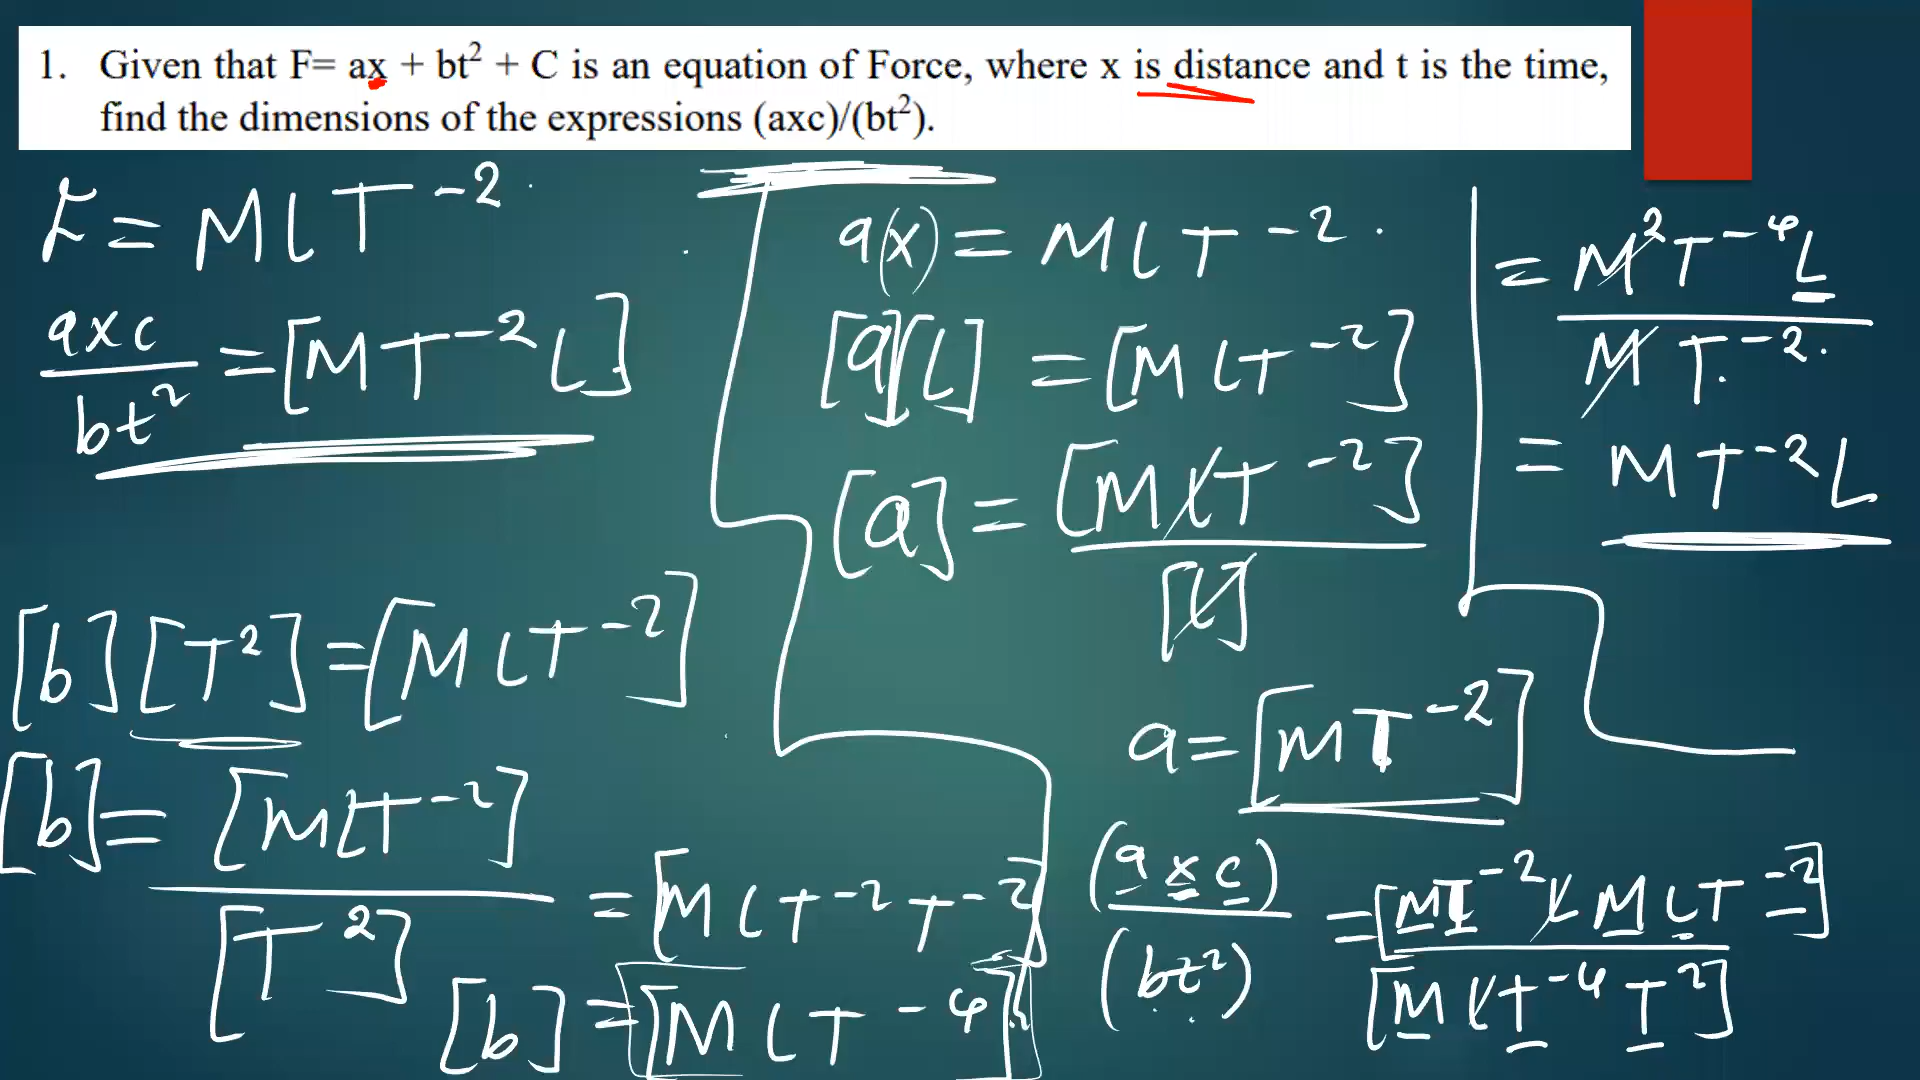 1. Given that F= ax + bt² + C is an equation of Force, where x is distance and t is the time,
find the dimensions of the expressions (axc)/(bt²).
F = MLT⁻²
axc/bt² = [MT⁻²L]
[b][T²] = [MLT⁻²]
[b] = [MLT⁻²]/[T²]
= [MLT⁻²T⁻²]
[b] = [MLT⁻⁴]
a(x) = MLT⁻²
[a][L] = [MLT⁻²]
[a] = [MLT⁻²]/[L]
a = [MT⁻²]
(axc)/(bt²) = [MT⁻²LMLT⁻²]/[MLT⁻⁴T²]
= M²T⁻⁴L/MT⁻²
= MT⁻²L